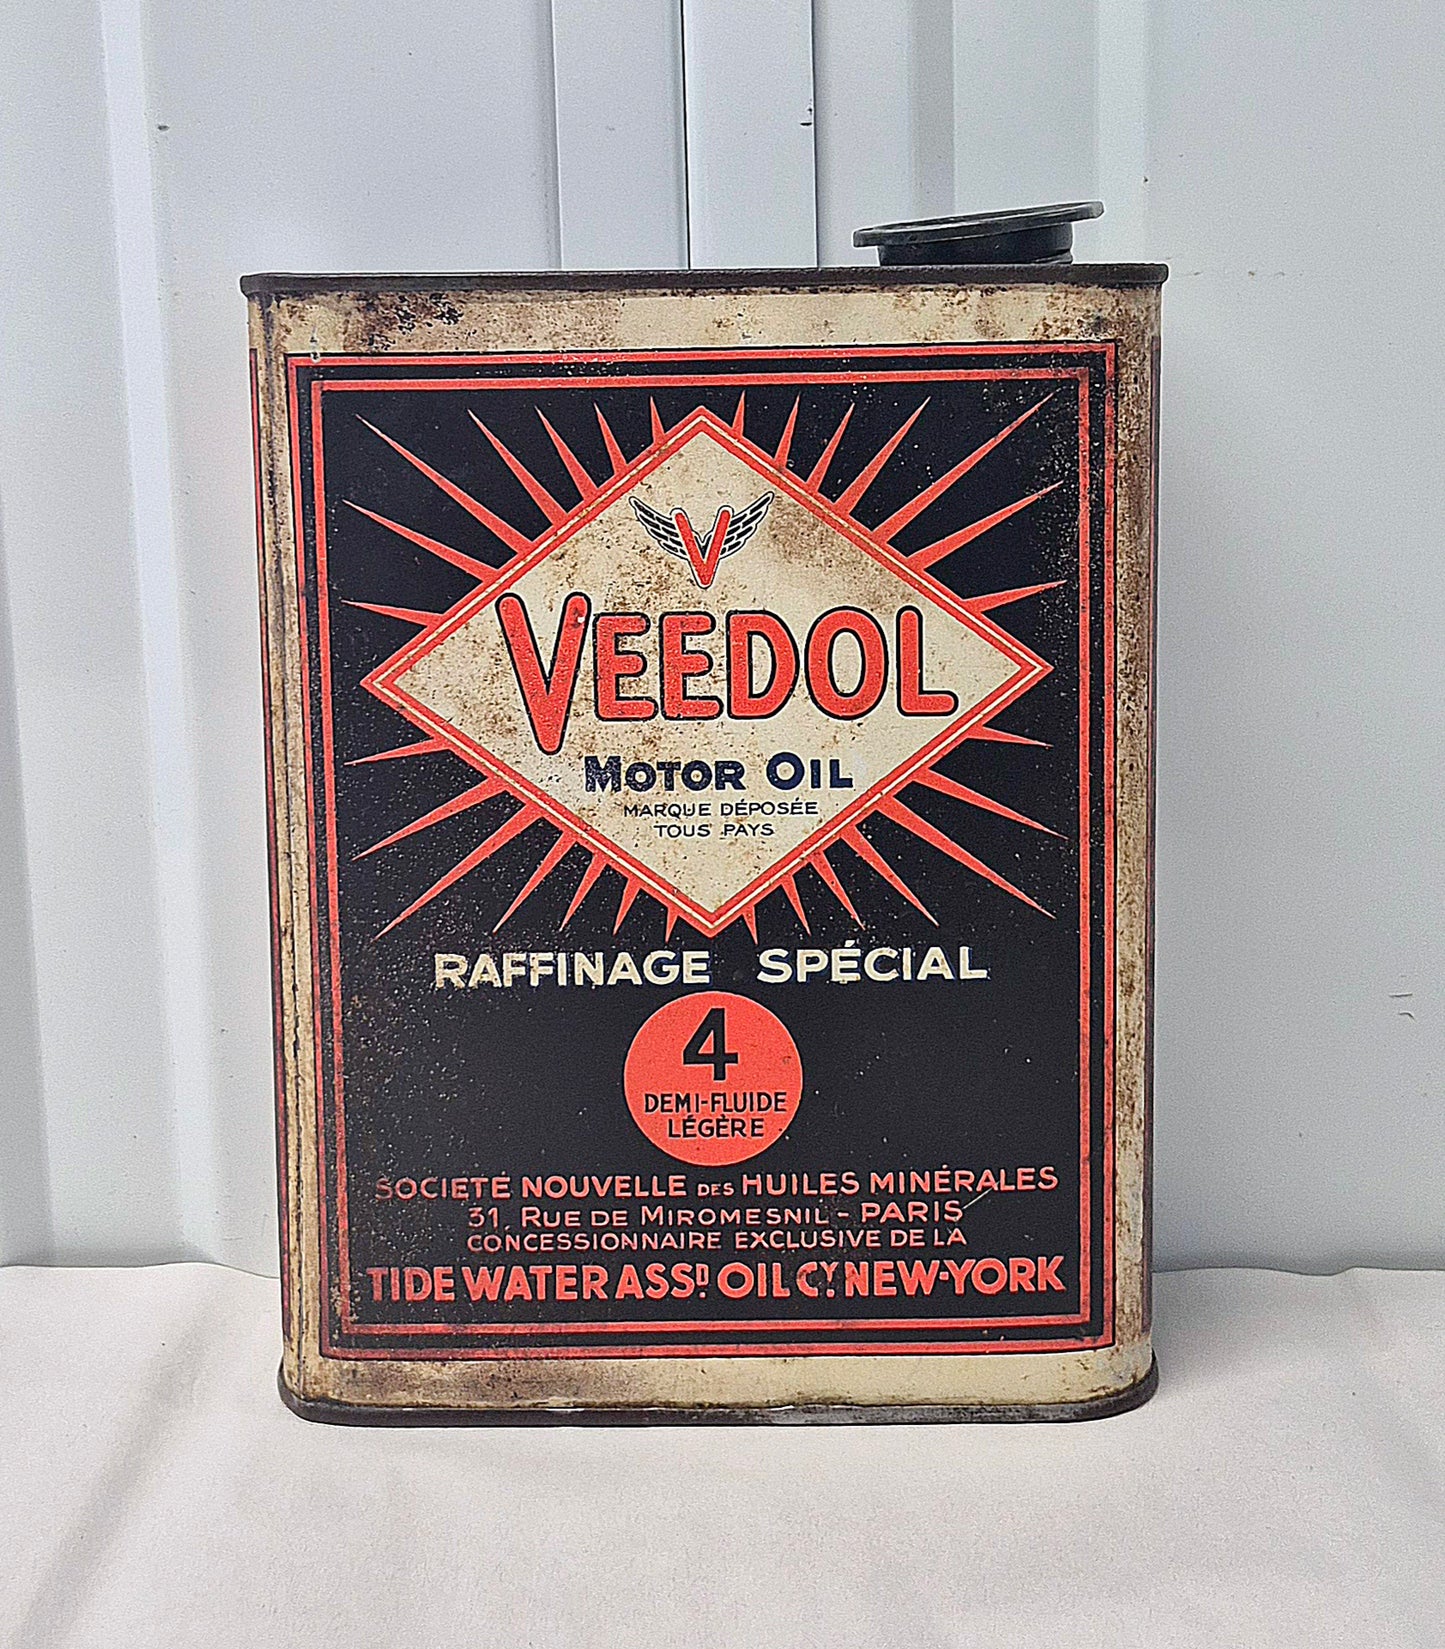 V
VEEDOL
MOTOR OIL
MARQUE DÉPOSÉE
TOUS PAYS
RAFFINAGE SPÉCIAL
4
DEMI-FLUIDE
LÉGÈRE
SOCIETÉ NOUVELLE DES HUILES MINÉRALES
31, RUE DE MIROMESNIL - PARIS
CONCESSIONNAIRE EXCLUSIVE DE LA
TIDE WATER ASSD. OIL CY. NEW-YORK